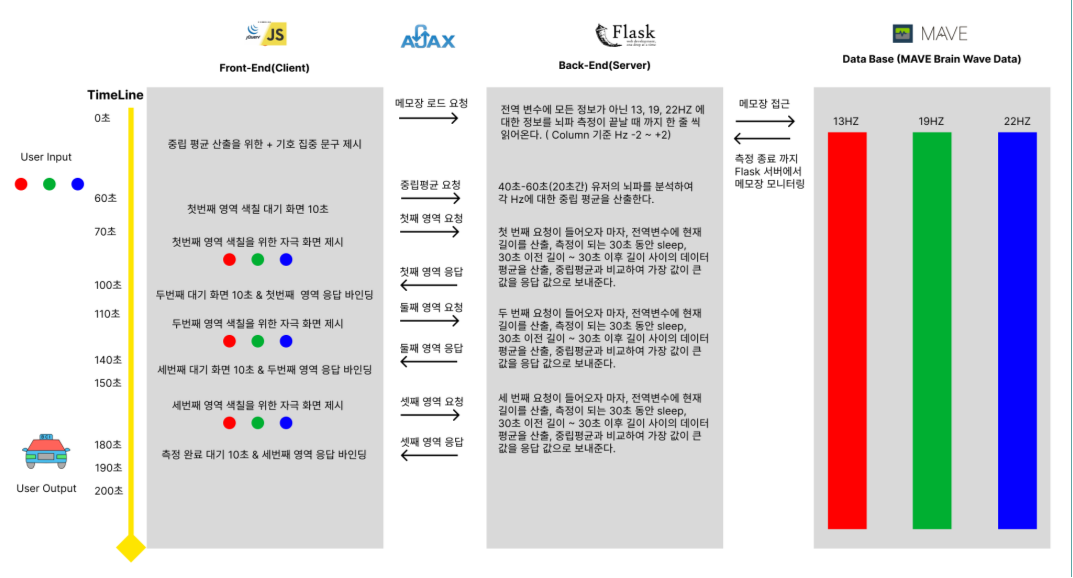 jQuery
JS
AJAX
Flask
web development,
one drop at a time
MAVE
Front-End(Client)
Back-End(Server)
Data Base (MAVE Brain Wave Data)
TimeLine
0초
60초
70초
100초
110초
140초
150초
180초
190초
200초
User Input
BCI
User Output
중립 평균 산출을 위한 + 기호 집중 문구 제시
첫번째 영역 색칠 대기 화면 10초
첫번째 영역 색칠을 위한 자극 화면 제시
두번째 대기 화면 10초 & 첫번째 영역 응답 바인딩
두번째 영역 색칠을 위한 자극 화면 제시
세번째 대기 화면 10초 & 두번째 영역 응답 바인딩
세번째 영역 색칠을 위한 자극 화면 제시
측정 완료 대기 10초 & 세번째 영역 응답 바인딩
메모장 로드 요청
중립평균 요청
첫째 영역 요청
첫째 영역 응답
둘째 영역 요청
둘째 영역 응답
셋째 영역 요청
셋째 영역 응답
전역 변수에 모든 정보가 아닌 13, 19, 22HZ 에
대한 정보를 뇌파 측정이 끝날 때 까지 한 줄 씩
읽어온다. ( Column 기준 Hz -2 ~ +2)
40초-60초(20초간) 유저의 뇌파를 분석하여
각 Hz에 대한 중립 평균을 산출한다.
첫 번째 요청이 들어오자 마자, 전역변수에 현재
길이를 산출, 측정이 되는 30초 동안 sleep,
30초 이전 길이 ~ 30초 이후 길이 사이의 데이터
평균을 산출, 중립평균과 비교하여 가장 값이 큰
값을 응답 값으로 보내준다.
두 번째 요청이 들어오자 마자, 전역변수에 현재
길이를 산출, 측정이 되는 30초 동안 sleep,
30초 이전 길이 ~ 30초 이후 길이 사이의 데이터
평균을 산출, 중립평균과 비교하여 가장 값이 큰
값을 응답 값으로 보내준다.
세 번째 요청이 들어오자 마자, 전역변수에 현재
길이를 산출, 측정이 되는 30초 동안 sleep,
30초 이전 길이 ~ 30초 이후 길이 사이의 데이터
평균을 산출, 중립평균과 비교하여 가장 값이 큰
값을 응답 값으로 보내준다.
메모장 접근
측정 종료 까지
Flask 서버에서
메모장 모니터링
13HZ
19HZ
22HZ